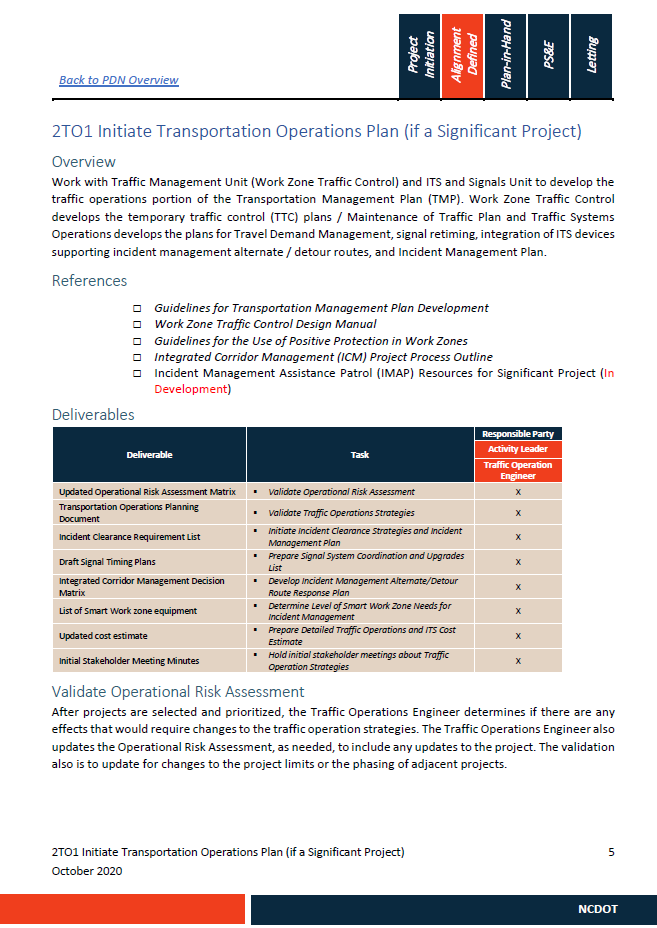 Project
Initiation
Alignment
Defined
Plan-in-Hand
PS&E
Letting
Back to PDN Overview
2TO1 Initiate Transportation Operations Plan (if a Significant Project)
Overview
Work with Traffic Management Unit (Work Zone Traffic Control) and ITS and Signals Unit to develop the
traffic operations portion of the Transportation Management Plan (TMP). Work Zone Traffic Control
develops the temporary traffic control (TTC) plans / Maintenance of Traffic Plan and Traffic Systems
Operations develops the plans for Travel Demand Management, signal retiming, integration of ITS devices
supporting incident management alternate / detour routes, and Incident Management Plan.
References
□ Guidelines for Transportation Management Plan Development
□ Work Zone Traffic Control Design Manual
□ Guidelines for the Use of Positive Protection in Work Zones
□ Integrated Corridor Management (ICM) Project Process Outline
□ Incident Management Assistance Patrol (IMAP) Resources for Significant Project (In
Development)
Deliverables
Deliverable
Task
Responsible Party
Activity Leader
Traffic Operation
Engineer
Updated Operational Risk Assessment Matrix ▪ Validate Operational Risk Assessment X
Transportation Operations Planning
Document
▪ Validate Traffic Operations Strategies X
Incident Clearance Requirement List
▪ Initiate Incident Clearance Strategies and Incident
Management Plan
X
Draft Signal Timing Plans
▪ Prepare Signal System Coordination and Upgrades
List
X
Integrated Corridor Management Decision
Matrix
▪ Develop Incident Management Alternate/Detour
Route Response Plan
X
List of Smart Work zone equipment
▪ Determine Level of Smart Work Zone Needs for
Incident Management
X
Updated cost estimate
▪ Prepare Detailed Traffic Operations and ITS Cost
Estimate
X
Initial Stakeholder Meeting Minutes
▪ Hold initial stakeholder meetings about Traffic
Operation Strategies
X
Validate Operational Risk Assessment
After projects are selected and prioritized, the Traffic Operations Engineer determines if there are any
effects that would require changes to the traffic operation strategies. The Traffic Operations Engineer also
updates the Operational Risk Assessment, as needed, to include any updates to the project. The validation
also is to update for changes to the project limits or the phasing of adjacent projects.
2TO1 Initiate Transportation Operations Plan (if a Significant Project) 5
October 2020
NCDOT